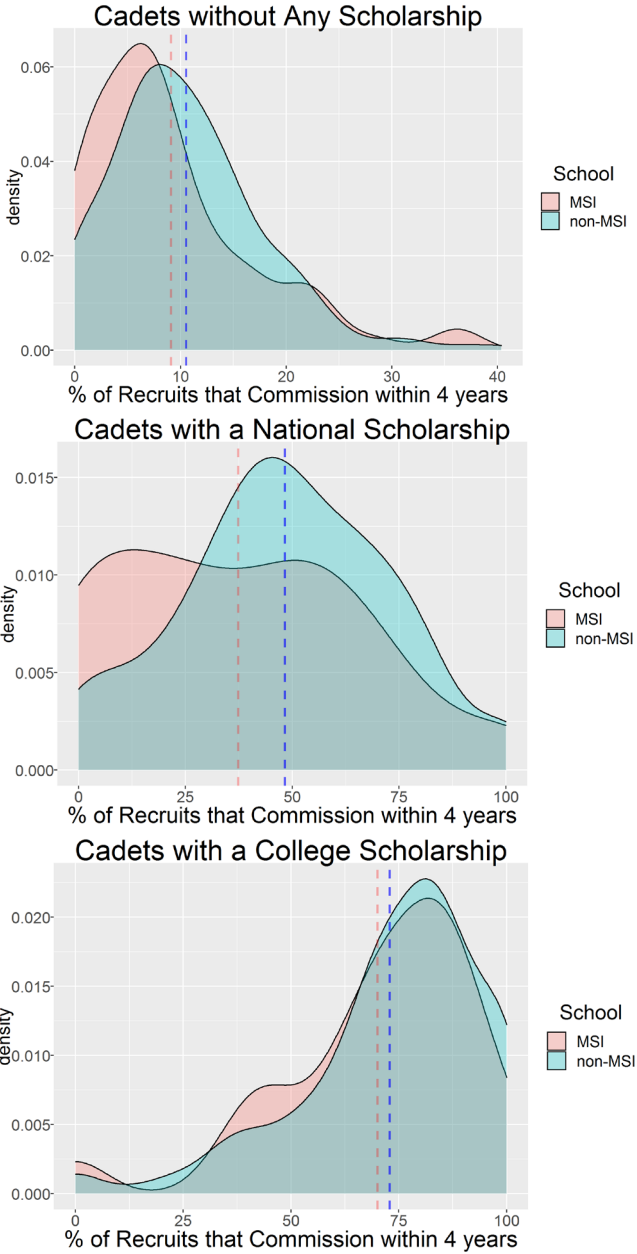 Cadets without Any Scholarship
0.06
0.04
0.02
0.00
density
0 10 20 30 40
% of Recruits that Commission within 4 years
School
MSI
non-MSI
Cadets with a National Scholarship
0.015
0.010
0.005
0.000
density
0 25 50 75 100
% of Recruits that Commission within 4 years
School
MSI
non-MSI
Cadets with a College Scholarship
0.020
0.015
0.010
0.005
0.000
density
0 25 50 75 100
% of Recruits that Commission within 4 years
School
MSI
non-MSI